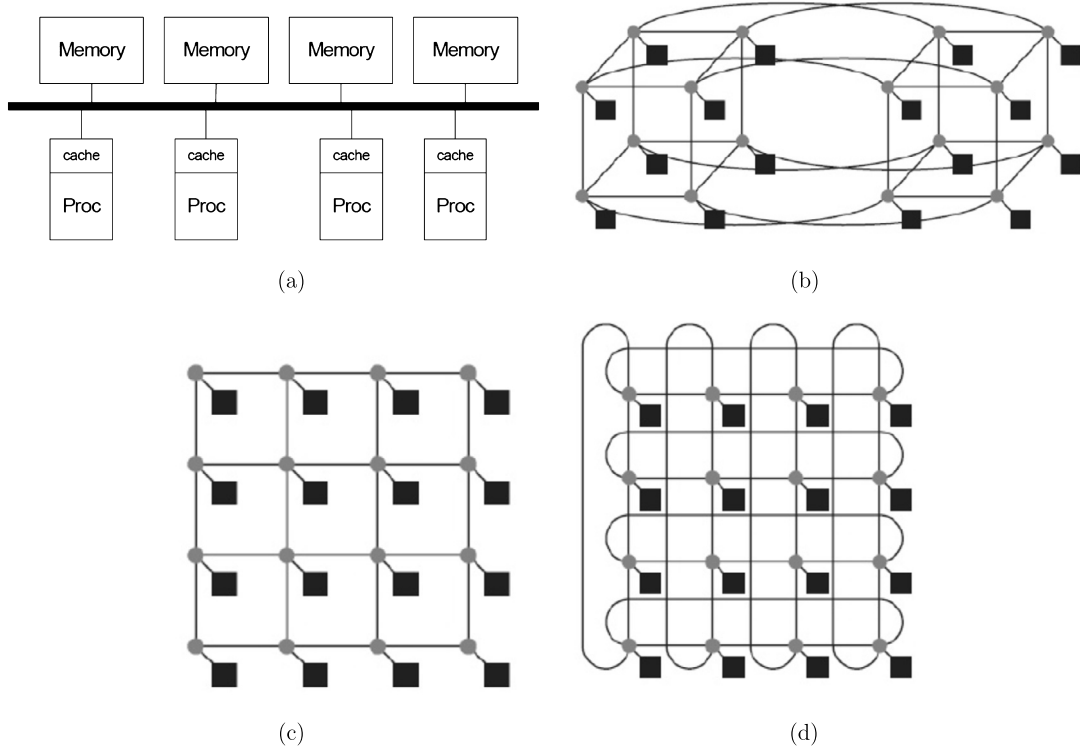 Memory Memory Memory Memory
cache cache cache cache
Proc Proc Proc Proc
(a)
(b)
(c)
(d)